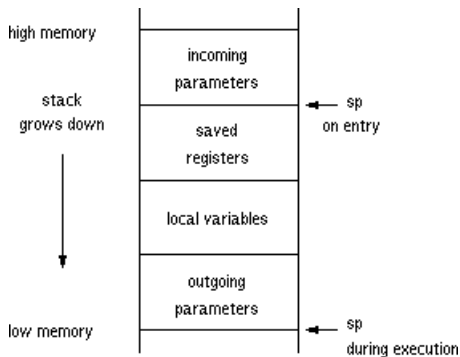 high memory
incoming
parameters
stack
grows down
sp
on entry
saved
registers
local variables
outgoing
parameters
low memory
sp
during execution